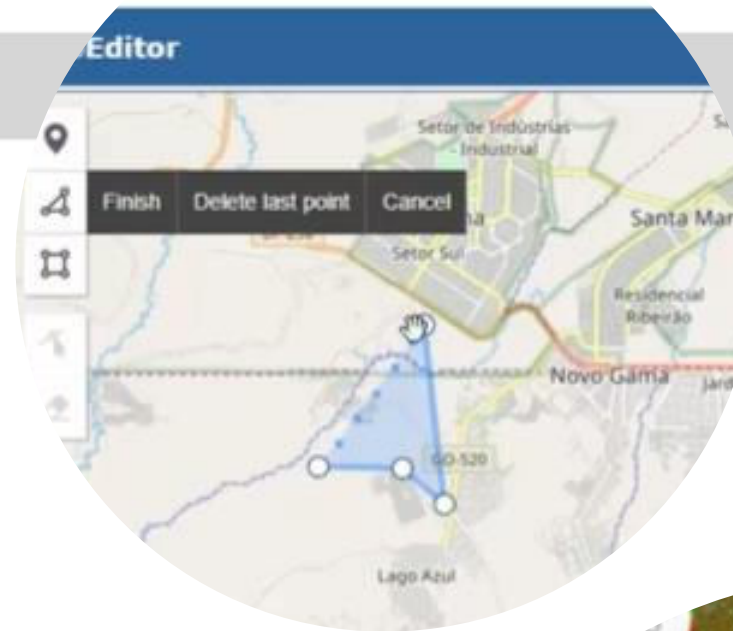 Editor
Setor de Indústrias
- Industrial
Finish Delete last point Cancel
Santa Mar
Setor Sul
Residencial
Ribeirão
Novo Gama
Jard
GO-520
Lago Azul